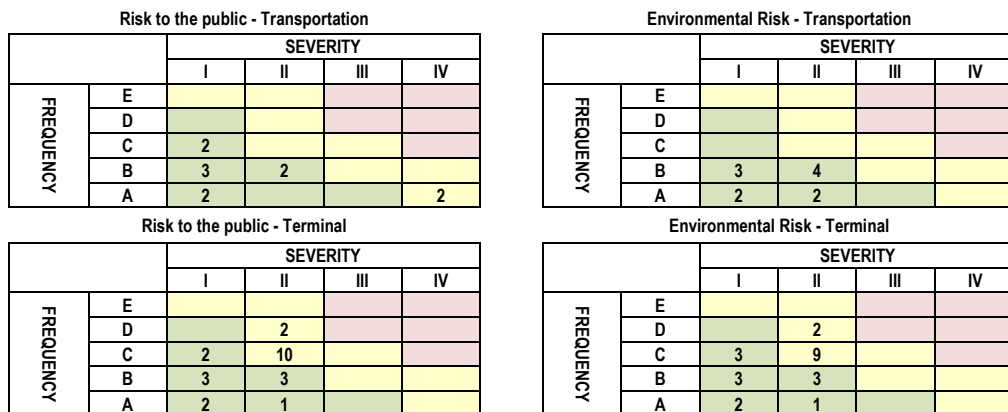 Risk to the public - Transportation
SEVERITY
I II III IV
FREQUENCY
E
D
C 2
B 3 2
A 2 2
Environmental Risk - Transportation
SEVERITY
I II III IV
FREQUENCY
E
D
C
B 3 4
A 2 2
Risk to the public - Terminal
SEVERITY
I II III IV
FREQUENCY
E
D 2
C 2 10
B 3 3
A 2 1
Environmental Risk - Terminal
SEVERITY
I II III IV
FREQUENCY
E
D 2
C 3 9
B 3 3
A 2 1